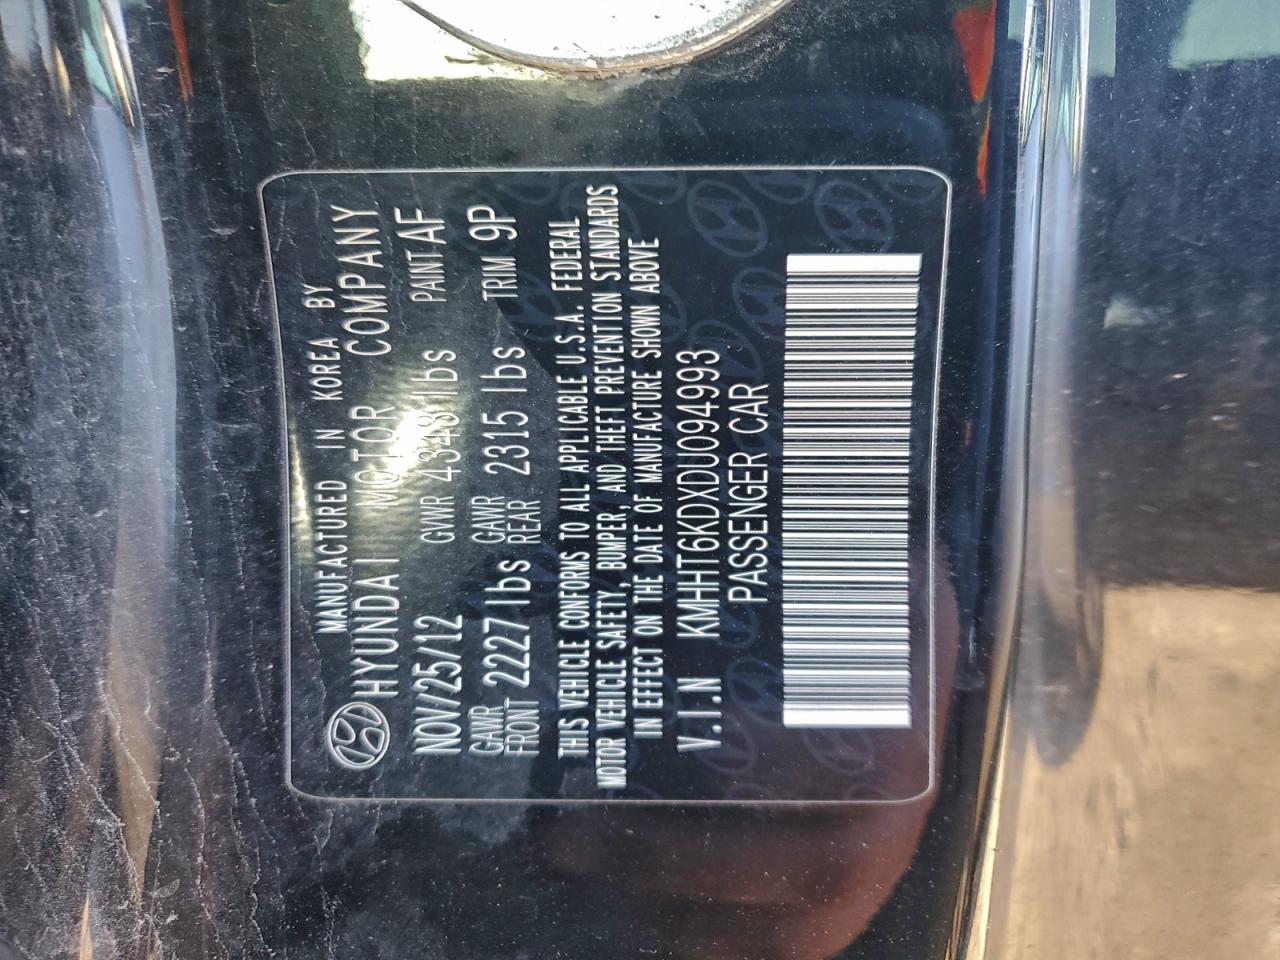 MANUFACTURED IN KOREA BY
HYUNDAI MOTOR COMPANY
NOV/25/12 GVWR 4343 lbs PAINT AF
GAWR FRONT 2227 lbs GAWR REAR 2315 lbs TRIM 9P
THIS VEHICLE CONFORMS TO ALL APPLICABLE U.S.A. FEDERAL
MOTOR VEHICLE SAFETY, BUMPER, AND THEFT PREVENTION STANDARDS
IN EFFECT ON THE DATE OF MANUFACTURE SHOWN ABOVE
V.I.N KMHHT6KDXDU094993
PASSENGER CAR